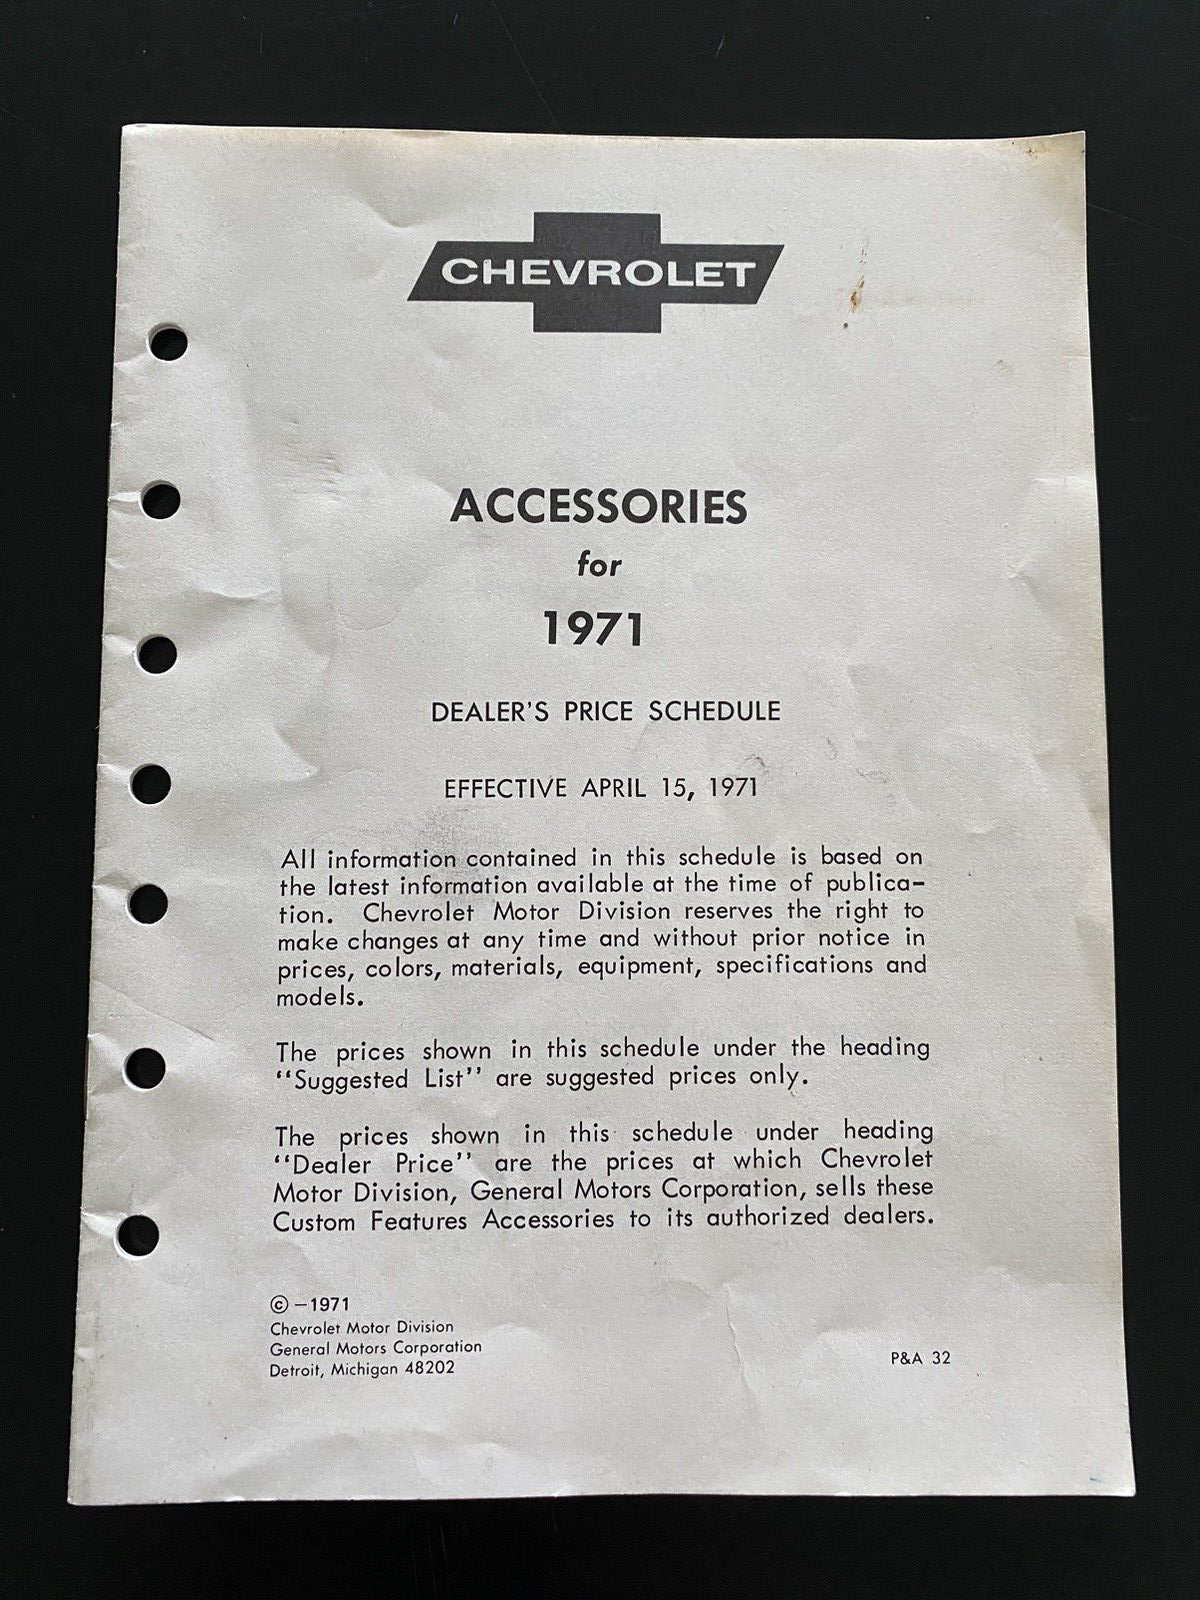 CHEVROLET
ACCESSORIES
for
1971
DEALER'S PRICE SCHEDULE
EFFECTIVE APRIL 15, 1971
All information contained in this schedule is based on
the latest information available at the time of publica-
tion. Chevrolet Motor Division reserves the right to
make changes at any time and without prior notice in
prices, colors, materials, equipment, specifications and
models.
The prices shown in this schedule under the heading
"Suggested List" are suggested prices only.
The prices shown in this schedule under heading
"Dealer Price" are the prices at which Chevrolet
Motor Division, General Motors Corporation, sells these
Custom Features Accessories to its authorized dealers.
©-1971
Chevrolet Motor Division
General Motors Corporation
Detroit, Michigan 48202
P&A 32